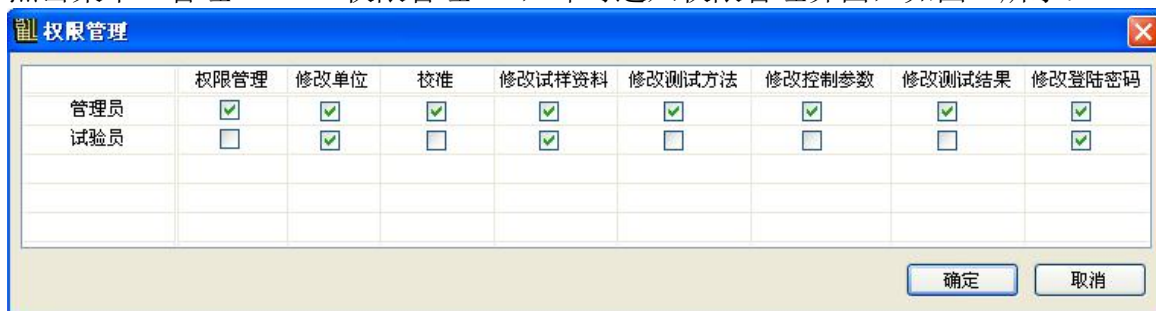 权限管理
权限管理 修改单位 校准 修改试样资料 修改测试方法 修改控制参数 修改测试结果 修改登陆密码
管理员
试验员
确定 取消